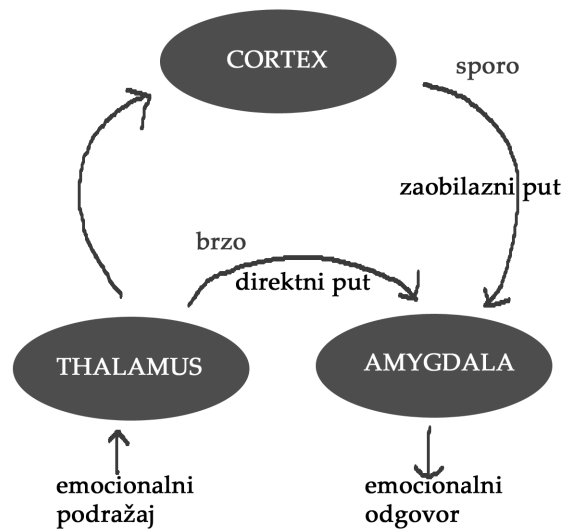 CORTEX
sporo
zaobilazni put
brzo
direktni put
THALAMUS
AMYGDALA
emocionalni
podražaj
emocionalni
odgovor